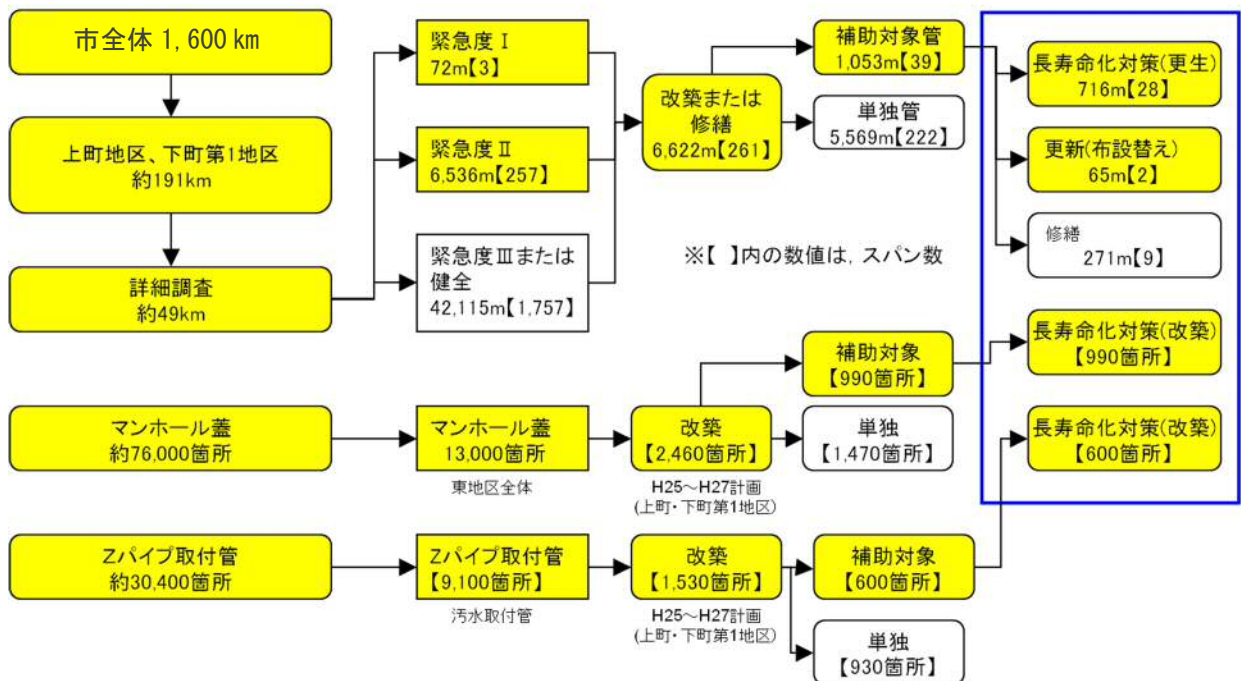 市全体 1,600 km
上町地区、下町第1地区
約191km
詳細調査
約49km
緊急度Ⅰ
72m【3】
緊急度Ⅱ
6,536m【257】
緊急度Ⅲまたは
健全
42,115m【1,757】
改築または
修繕
6,622m【261】
補助対象管
1,053m【39】
単独管
5,569m【222】
長寿命化対策(更生)
716m【28】
更新(布設替え)
65m【2】
修繕
271m【9】
※【 】内の数値は, スパン数
マンホール蓋
約76,000箇所
マンホール蓋
13,000箇所
東地区全体
改築
【2,460箇所】
H25～H27計画
(上町・下町第1地区)
補助対象
【990箇所】
単独
【1,470箇所】
長寿命化対策(改築)
【990箇所】
Zパイプ取付管
約30,400箇所
Zパイプ取付管
【9,100箇所】
汚水取付管
改築
【1,530箇所】
H25～H27計画
(上町・下町第1地区)
補助対象
【600箇所】
単独
【930箇所】
長寿命化対策(改築)
【600箇所】